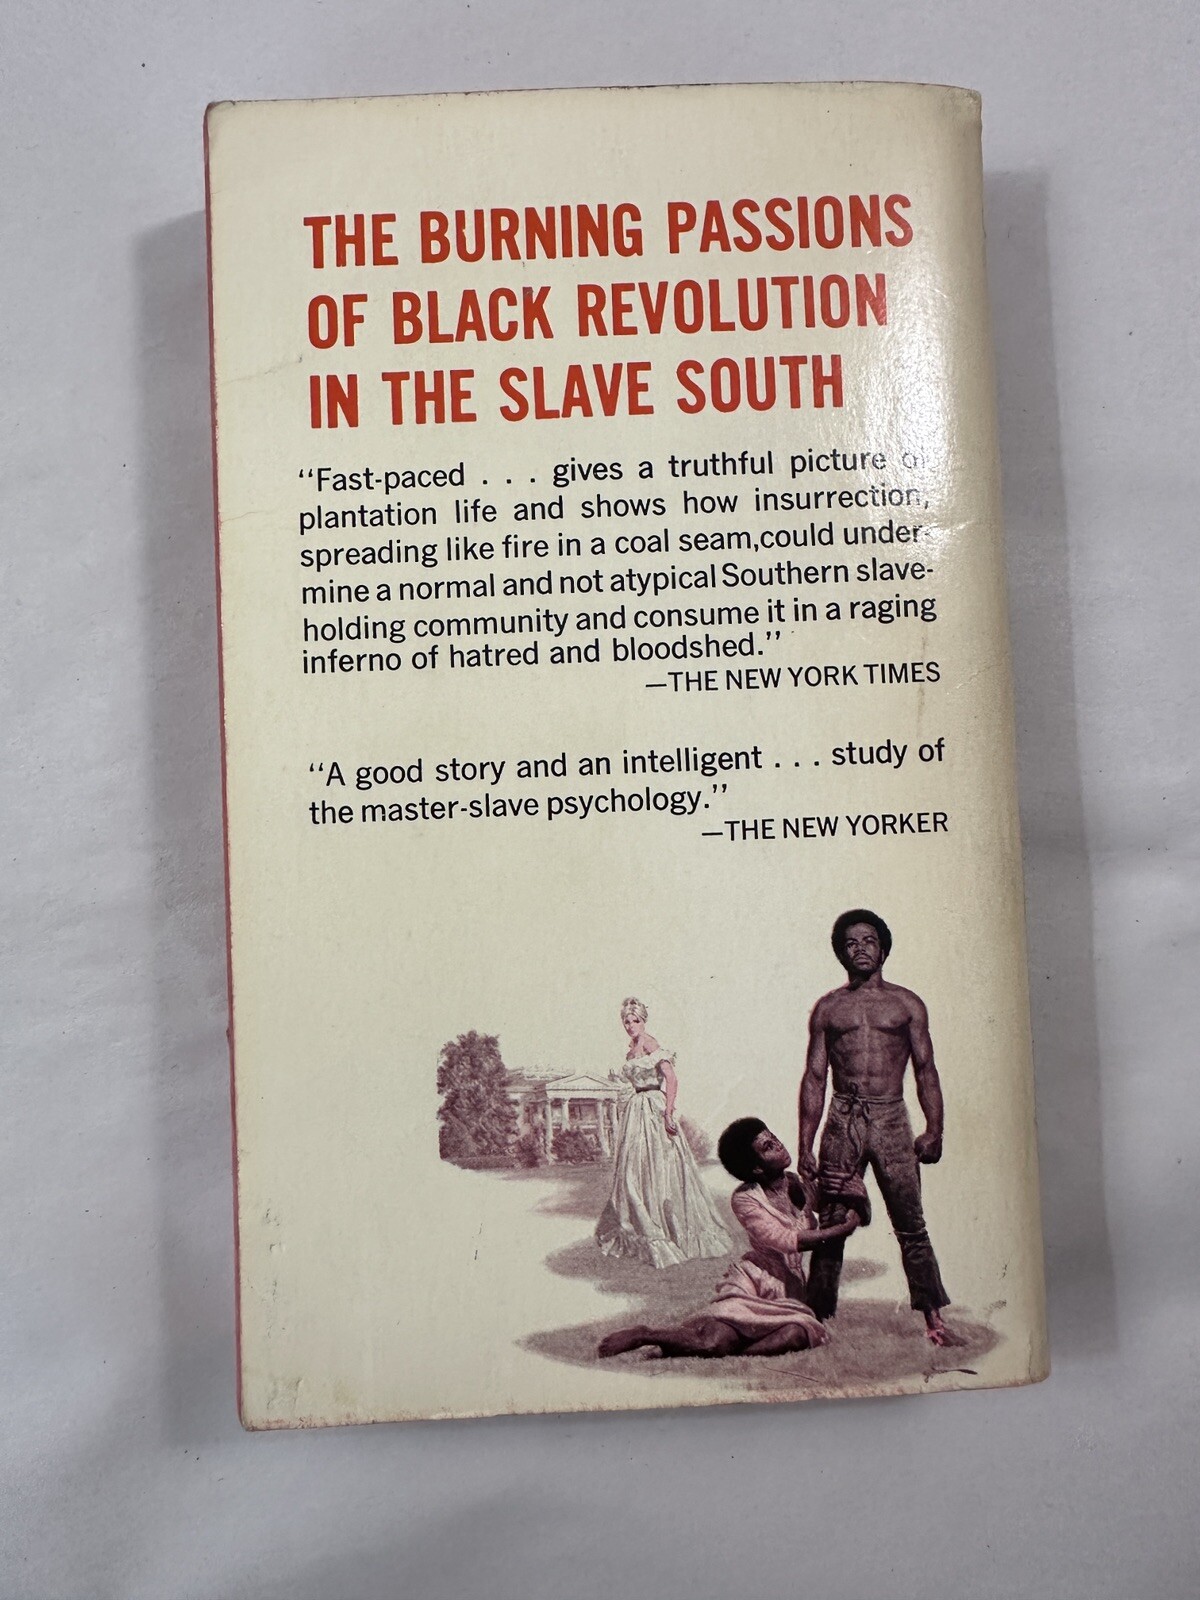 THE BURNING PASSIONS
OF BLACK REVOLUTION
IN THE SLAVE SOUTH
“Fast-paced . . . gives a truthful picture of
plantation life and shows how insurrection,
spreading like fire in a coal seam,could under-
mine a normal and not atypical Southern slave-
holding community and consume it in a raging
inferno of hatred and bloodshed.”
—THE NEW YORK TIMES
“A good story and an intelligent . . . study of
the master-slave psychology.”
—THE NEW YORKER